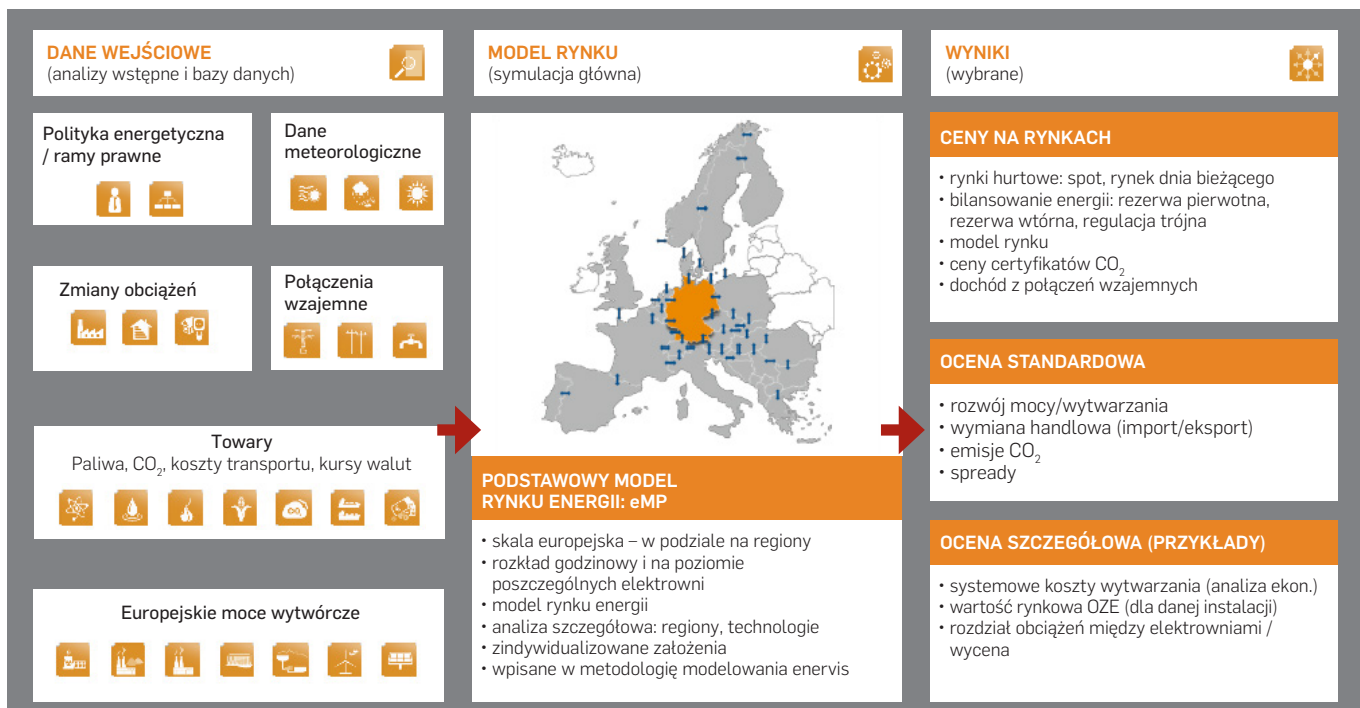 DANE WEJŚCIOWE
(analizy wstępne i bazy danych)
Polityka energetyczna
/ ramy prawne
Dane
meteorologiczne
Zmiany obciążeń
Połączenia
wzajemne
Towary
Paliwa, CO₂, koszty transportu, kursy walut
Europejskie moce wytwórcze
MODEL RYNKU
(symulacja główna)
PODSTAWOWY MODEL
RYNKU ENERGII: eMP
• skala europejska – w podziale na regiony
• rozkład godzinowy i na poziomie
poszczególnych elektrowni
• model rynku energii
• analiza szczegółowa: regiony, technologie
• zindywidualizowane założenia
• wpisane w metodologię modelowania enervis
WYNIKI
(wybrane)
CENY NA RYNKACH
• rynki hurtowe: spot, rynek dnia bieżącego
• bilansowanie energii: rezerwa pierwotna,
rezerwa wtórna, regulacja trójna
• model rynku
• ceny certyfikatów CO₂
• dochód z połączeń wzajemnych
OCENA STANDARDOWA
• rozwój mocy/wytwarzania
• wymiana handlowa (import/eksport)
• emisje CO₂
• spready
OCENA SZCZEGÓŁOWA (PRZYKŁADY)
• systemowe koszty wytwarzania (analiza ekon.)
• wartość rynkowa OZE (dla danej instalacji)
• rozdział obciążeń między elektrowniami /
wycena